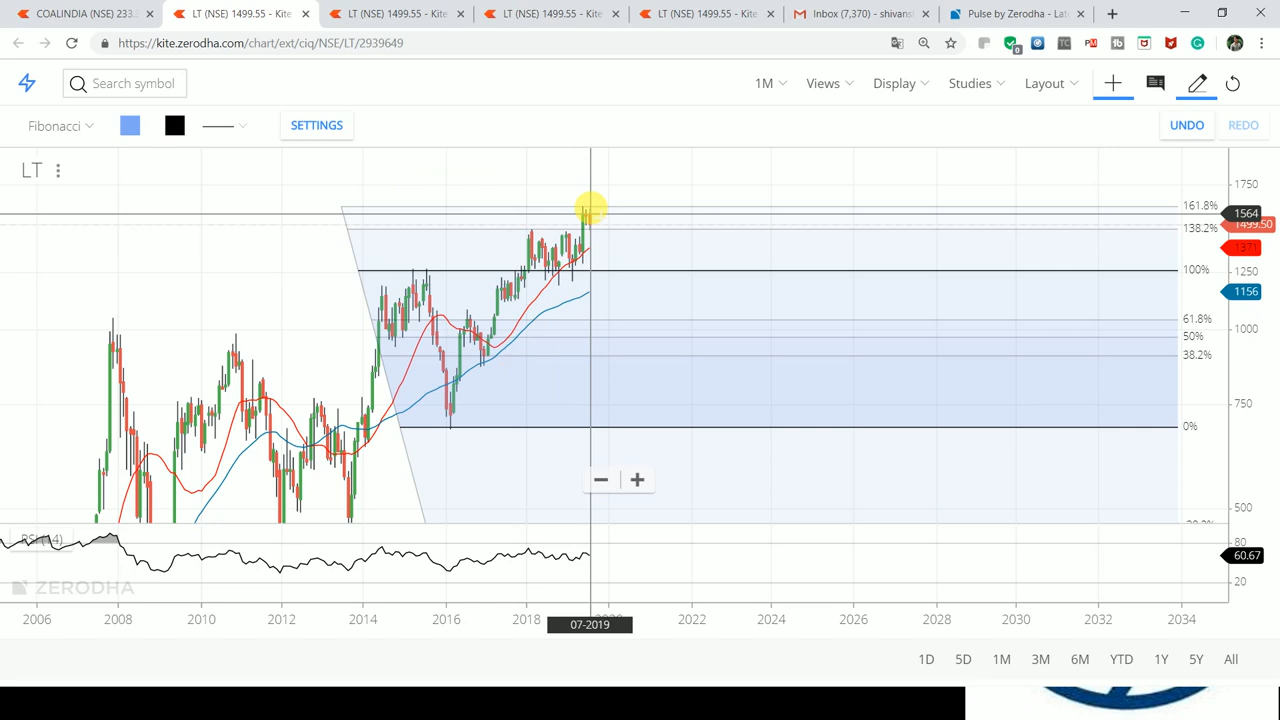 COALINDIA (NSE) 233.
LT (NSE) 1499.55 - Kite
LT (NSE) 1499.55 - Kite
LT (NSE) 1499.55 - Kite
LT (NSE) 1499.55 - Kite
Inbox (7,370) - shivans
Pulse by Zerodha - Late
https://kite.zerodha.com/chart/ext/ciq/NSE/LT/2939649
Search symbol
1M
Views
Display
Studies
Layout
Fibonacci
SETTINGS
UNDO
REDO
LT
1750
161.8%
1564
1499.50
138.2%
1371
100%
1250
1156
61.8%
1000
50%
38.2%
750
0%
500
RSI (14)
80
60.67
20
ZERODHA
2006 2008 2010 2012 2014 2016 2018 2022 2024 2026 2028 2030 2032 2034
07-2019
1D 5D 1M 3M 6M YTD 1Y 5Y All